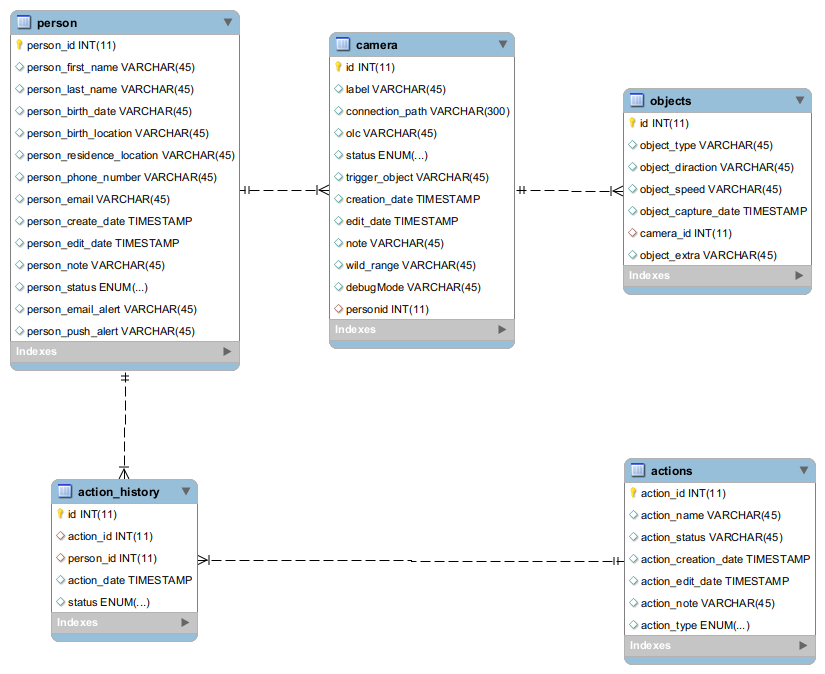 person
person_id INT(11)
person_first_name VARCHAR(45)
person_last_name VARCHAR(45)
person_birth_date VARCHAR(45)
person_birth_location VARCHAR(45)
person_residence_location VARCHAR(45)
person_phone_number VARCHAR(45)
person_email VARCHAR(45)
person_create_date TIMESTAMP
person_edit_date TIMESTAMP
person_note VARCHAR(45)
person_status ENUM(...)
person_email_alert VARCHAR(45)
person_push_alert VARCHAR(45)
Indexes
camera
id INT(11)
label VARCHAR(45)
connection_path VARCHAR(300)
olc VARCHAR(45)
status ENUM(...)
trigger_object VARCHAR(45)
creation_date TIMESTAMP
edit_date TIMESTAMP
note VARCHAR(45)
wild_range VARCHAR(45)
debugMode VARCHAR(45)
personid INT(11)
Indexes
objects
id INT(11)
object_type VARCHAR(45)
object_diraction VARCHAR(45)
object_speed VARCHAR(45)
object_capture_date TIMESTAMP
camera_id INT(11)
object_extra VARCHAR(45)
Indexes
action_history
id INT(11)
action_id INT(11)
person_id INT(11)
action_date TIMESTAMP
status ENUM(...)
Indexes
actions
action_id INT(11)
action_name VARCHAR(45)
action_status VARCHAR(45)
action_creation_date TIMESTAMP
action_edit_date TIMESTAMP
action_note VARCHAR(45)
action_type ENUM(...)
Indexes